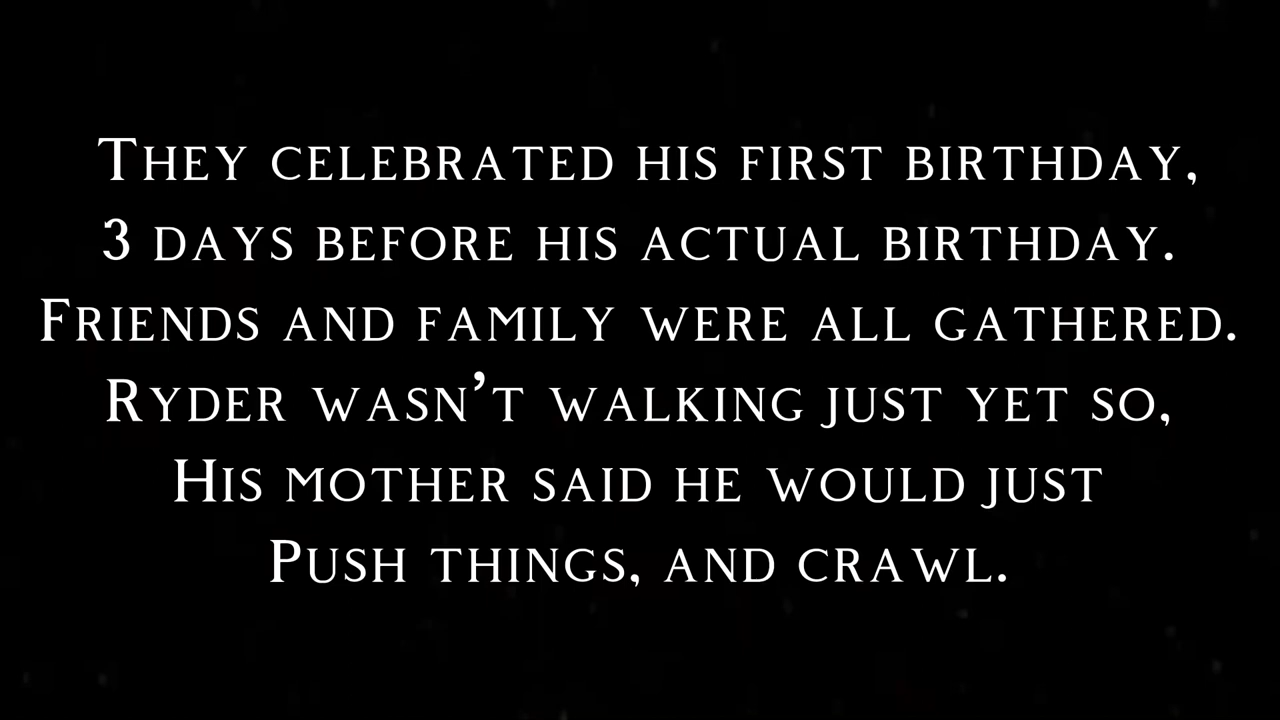 They celebrated his first birthday,
3 days before his actual birthday.
Friends and family were all gathered.
Ryder wasn’t walking just yet so,
His mother said he would just
Push things, and crawl.